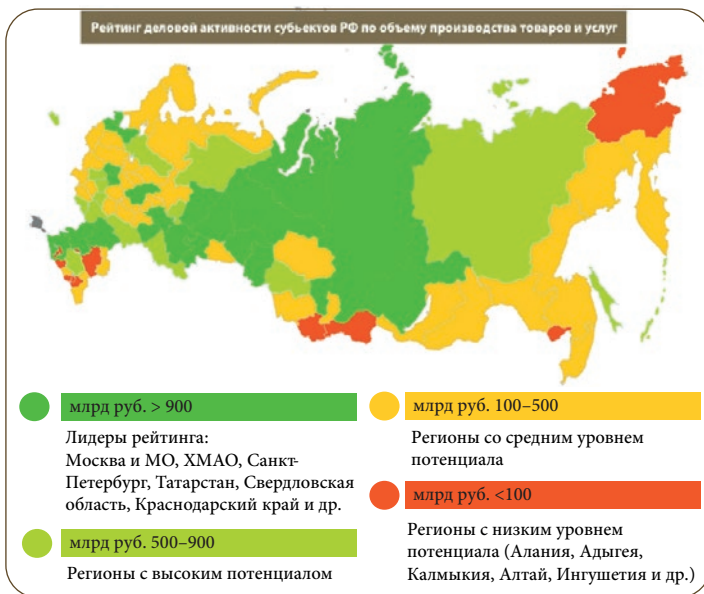 Рейтинг деловой активности субъектов РФ по объему производства товаров и услуг
млрд руб. > 900
Лидеры рейтинга:
Москва и МО, ХМАО, Санкт-
Петербург, Татарстан, Свердловская
область, Краснодарский край и др.
млрд руб. 500–900
Регионы с высоким потенциалом
млрд руб. 100–500
Регионы со средним уровнем
потенциала
млрд руб. <100
Регионы с низким уровнем
потенциала (Алания, Адыгея,
Калмыкия, Алтай, Ингушетия и др.)